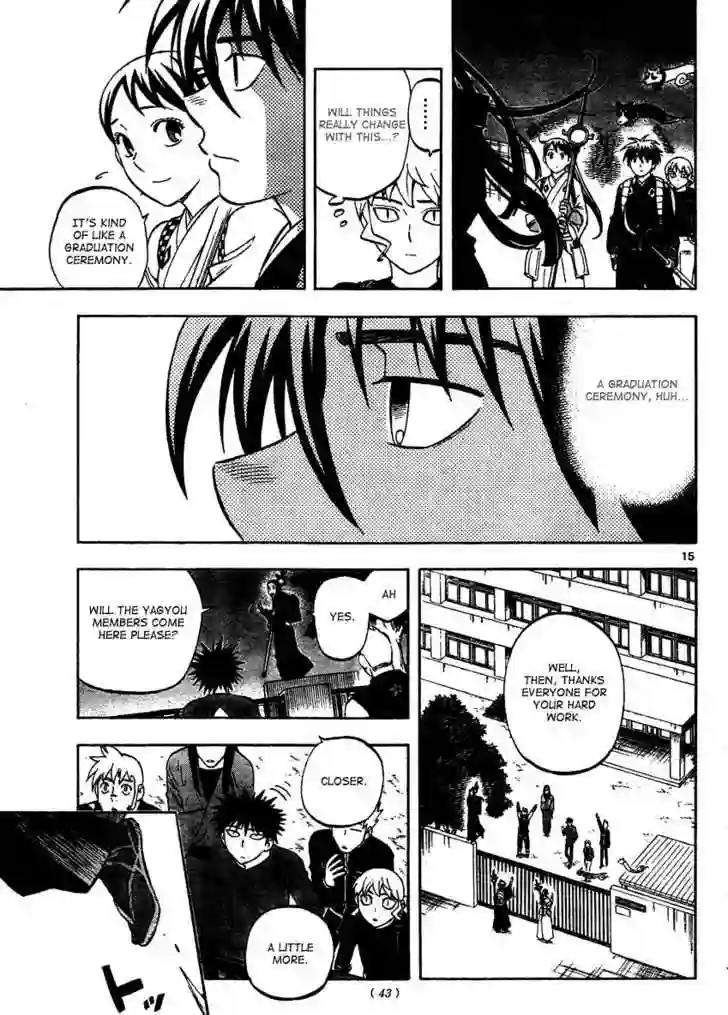 ......
WILL THINGS
REALLY CHANGE
WITH THIS...?
IT'S KIND
OF LIKE A
GRADUATION
CEREMONY.
A GRADUATION
CEREMONY, HUH...
15
WELL,
THEN, THANKS
EVERYONE FOR
YOUR HARD
WORK.
AH
YES.
WILL THE YAGYOU
MEMBERS COME
HERE PLEASE?
CLOSER.
A LITTLE
MORE.
トッ
( 43 )